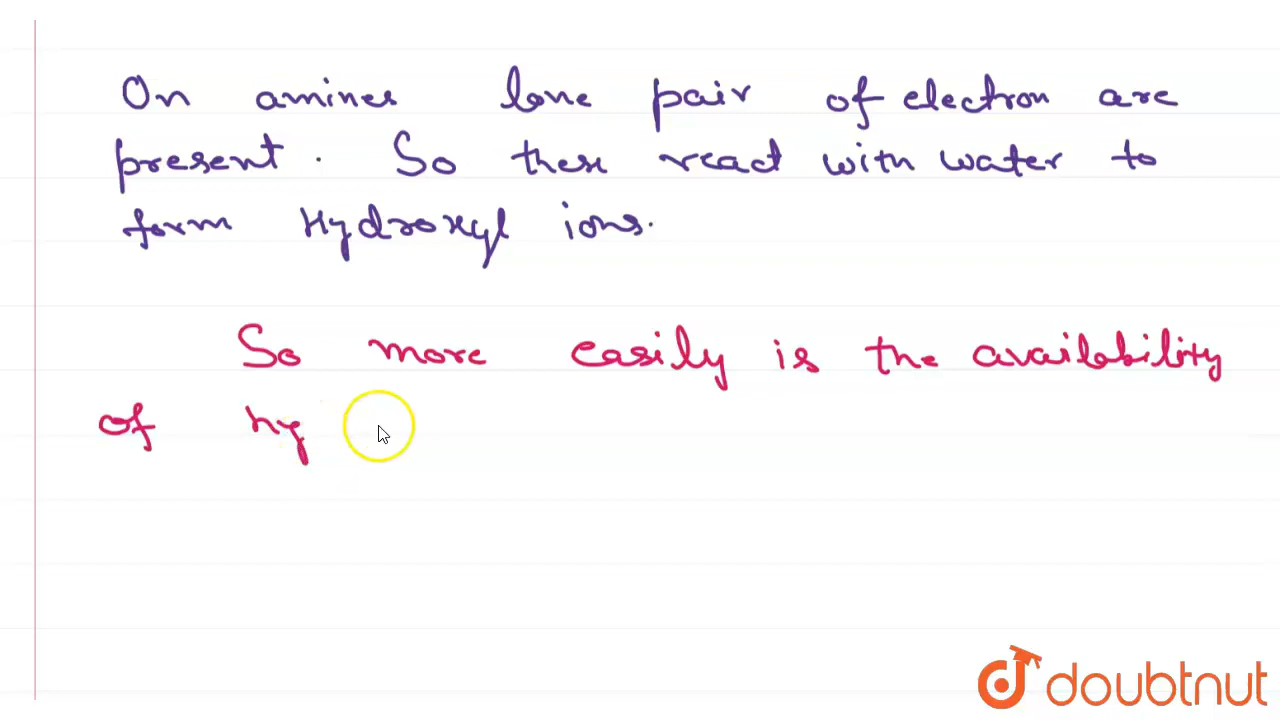 On amines lone pair of electron are
present. So these react with water to
form Hydroxyl ions.
So more easily is the availability
of hy
doubtnut